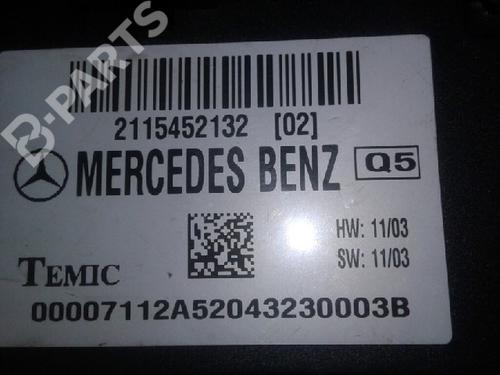 B-PARTS
2115452132 [02]
MERCEDES BENZ Q5
HW: 11/03
SW: 11/03
TEMIC
00007112A52043230003B